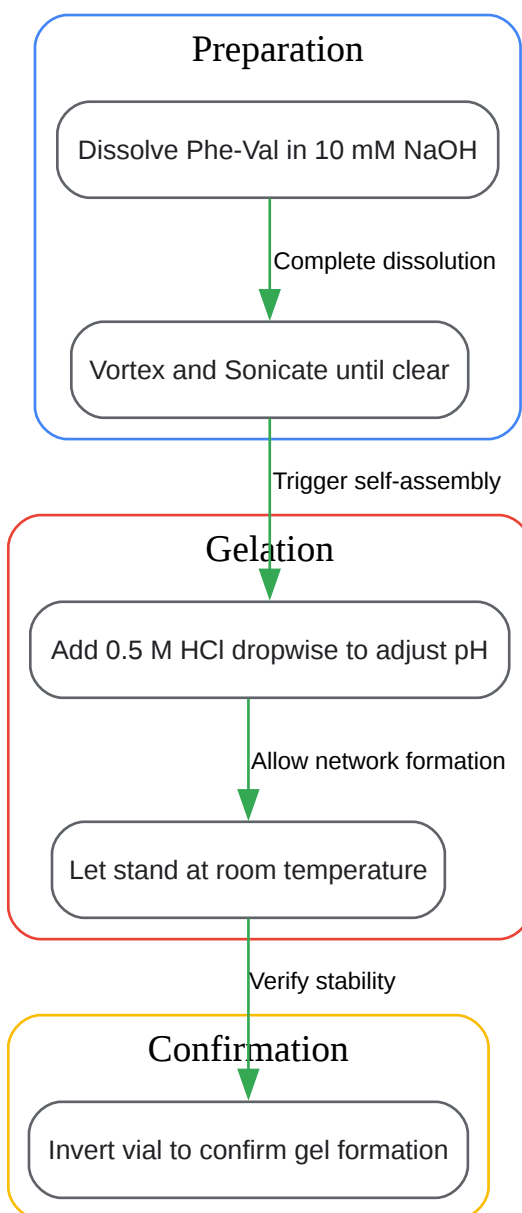 Preparation
Dissolve Phe-Val in 10 mM NaOH
Complete dissolution
Vortex and Sonicate until clear
Trigger self-assembly
Gelation
Add 0.5 M HCl dropwise to adjust pH
Allow network formation
Let stand at room temperature
Verify stability
Confirmation
Invert vial to confirm gel formation